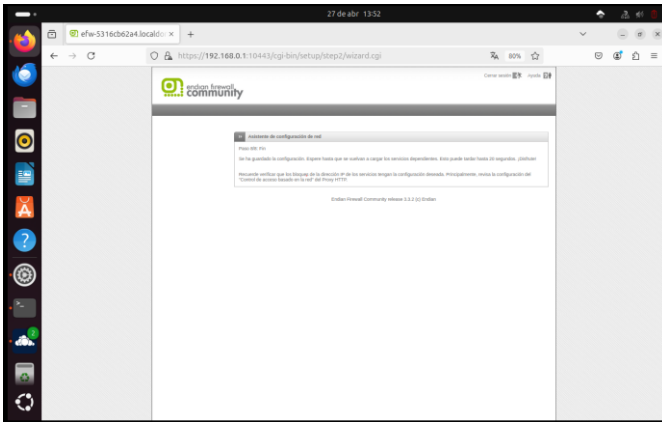 27 de abr 13:52
efw-5316cb62a4.localdo
https://192.168.0.1:10443/cgi-bin/setup/step2/wizard.cgi
80%
Cerrar sesión
Ayuda
endian firewall
community
Asistente de configuración de red
Paso 8/8: Fin
Se ha guardado la configuración. Espere hasta que se vuelvan a cargar los servicios dependientes. Esto puede tardar hasta 20 segundos. ¡Disfrute!
Recuerde verificar que los bloques de la dirección IP de los servicios tengan la configuración deseada. Principalmente, revise la configuración del
"Control de acceso basado en la red" del Proxy HTTP.
Endian Firewall Community release 3.3.2 (c) Endian
2